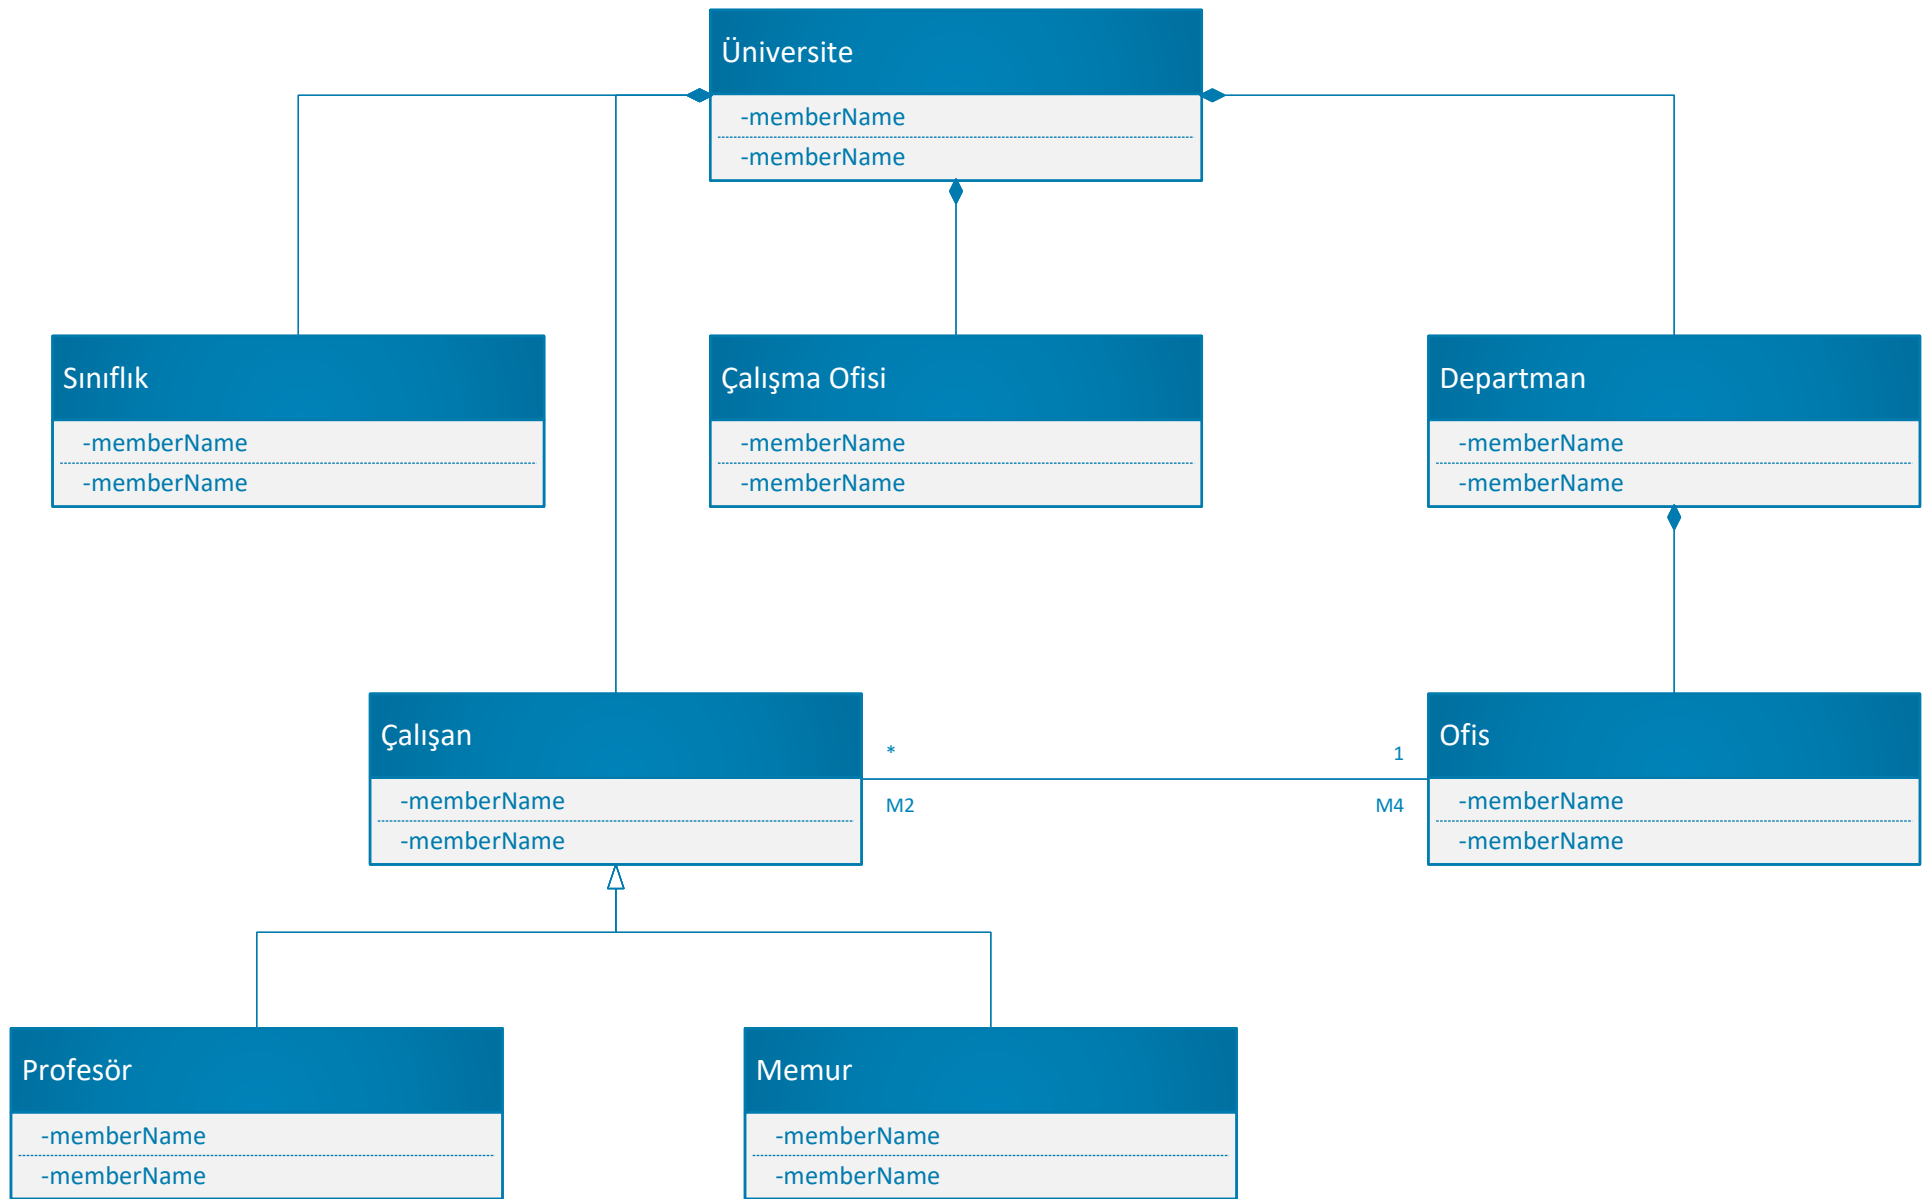 Üniversite
-memberName
-memberName
Sınıflık
-memberName
-memberName
Çalışma Ofisi
-memberName
-memberName
Departman
-memberName
-memberName
Çalışan
-memberName
-memberName
*
1
M2
M4
Ofis
-memberName
-memberName
Profesör
-memberName
-memberName
Memur
-memberName
-memberName